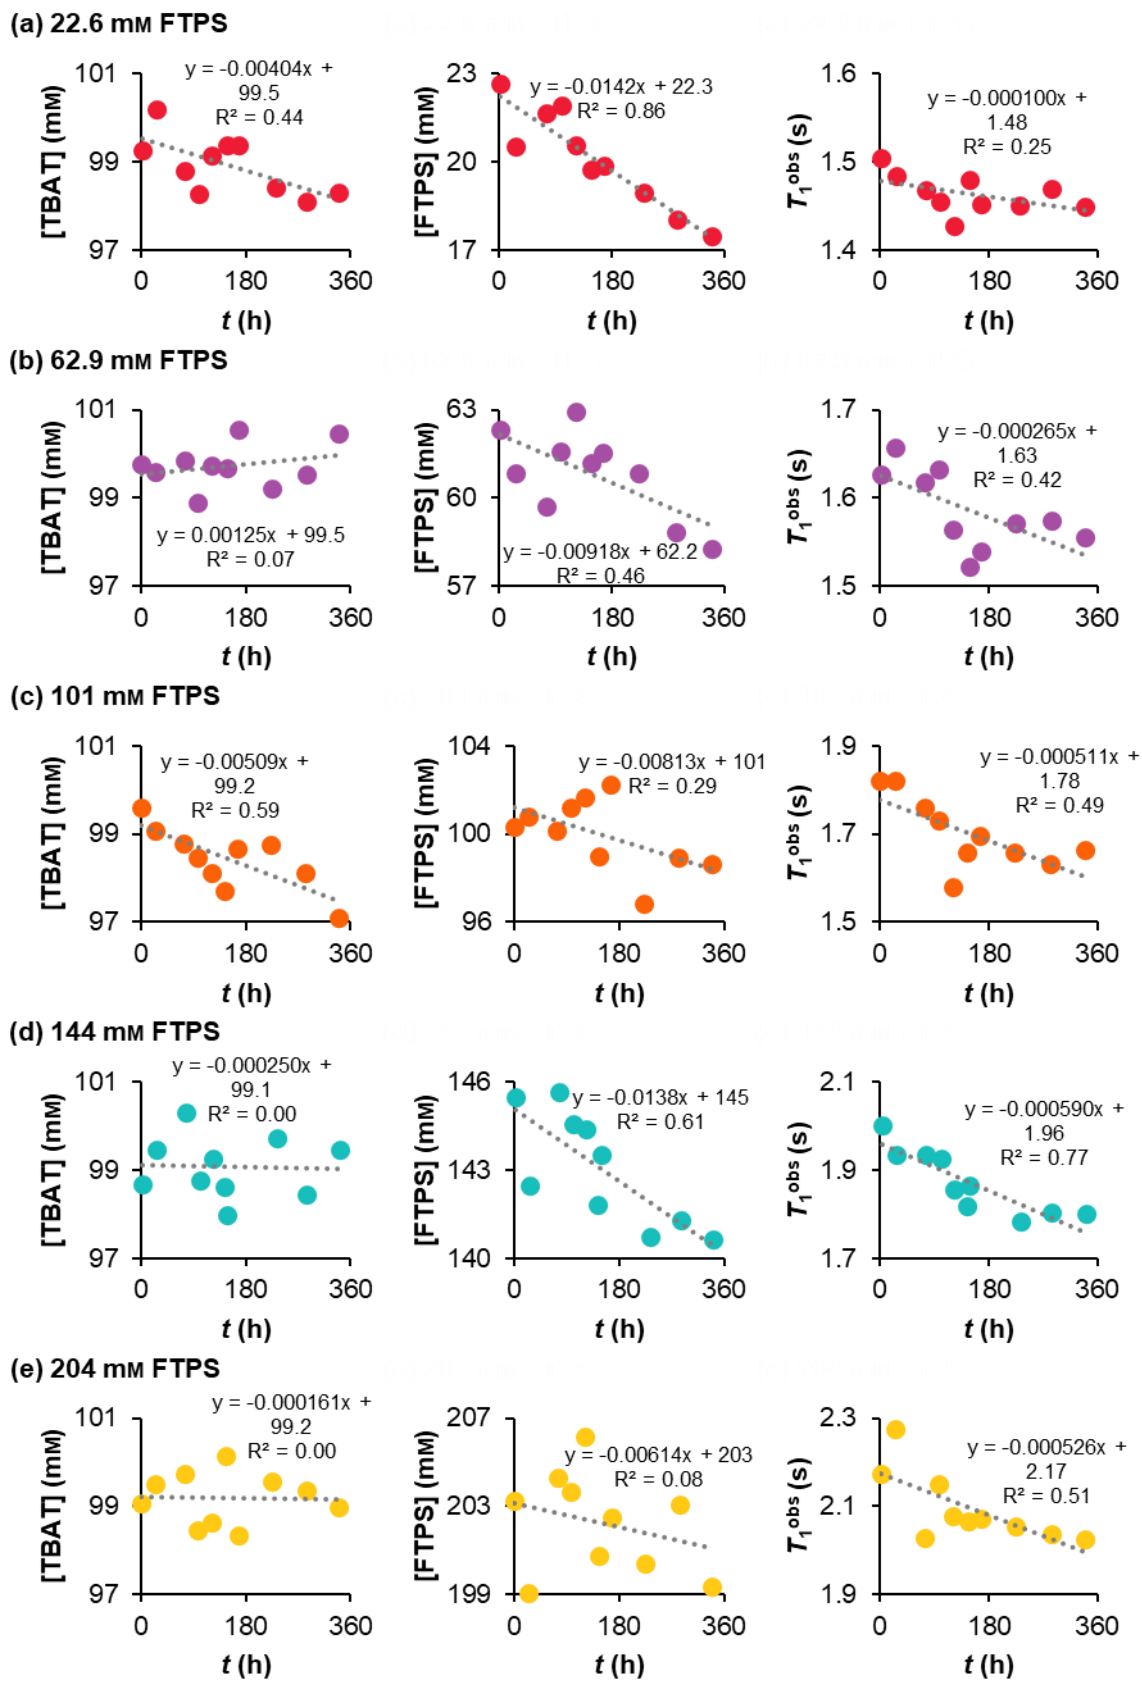 (a) 22.6 mM FTPS
101
99
97
[TBAT] (mM)
y = -0.00404x +
99.5
R² = 0.44
0 180 360
t (h)
23
20
17
[FTPS] (mM)
y = -0.0142x + 22.3
R² = 0.86
0 180 360
t (h)
1.6
1.5
1.4
T₁ᵒᵇˢ (s)
y = -0.000100x +
1.48
R² = 0.25
0 180 360
t (h)
(b) 62.9 mM FTPS
101
99
97
[TBAT] (mM)
y = 0.00125x + 99.5
R² = 0.07
0 180 360
t (h)
63
60
57
[FTPS] (mM)
y = -0.00918x + 62.2
R² = 0.46
0 180 360
t (h)
1.7
1.6
1.5
T₁ᵒᵇˢ (s)
y = -0.000265x +
1.63
R² = 0.42
0 180 360
t (h)
(c) 101 mM FTPS
101
99
97
[TBAT] (mM)
y = -0.00509x +
99.2
R² = 0.59
0 180 360
t (h)
104
100
96
[FTPS] (mM)
y = -0.00813x + 101
R² = 0.29
0 180 360
t (h)
1.9
1.7
1.5
T₁ᵒᵇˢ (s)
y = -0.000511x +
1.78
R² = 0.49
0 180 360
t (h)
(d) 144 mM FTPS
101
99
97
[TBAT] (mM)
y = -0.000250x +
99.1
R² = 0.00
0 180 360
t (h)
146
143
140
[FTPS] (mM)
y = -0.0138x + 145
R² = 0.61
0 180 360
t (h)
2.1
1.9
1.7
T₁ᵒᵇˢ (s)
y = -0.000590x +
1.96
R² = 0.77
0 180 360
t (h)
(e) 204 mM FTPS
101
99
97
[TBAT] (mM)
y = -0.000161x +
99.2
R² = 0.00
0 180 360
t (h)
207
203
199
[FTPS] (mM)
y = -0.00614x + 203
R² = 0.08
0 180 360
t (h)
2.3
2.1
1.9
T₁ᵒᵇˢ (s)
y = -0.000526x +
2.17
R² = 0.51
0 180 360
t (h)